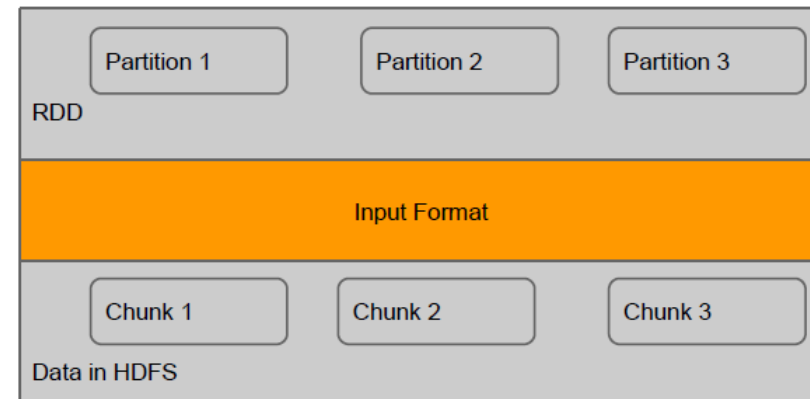 Partition 1
Partition 2
Partition 3
RDD
Input Format
Chunk 1
Chunk 2
Chunk 3
Data in HDFS